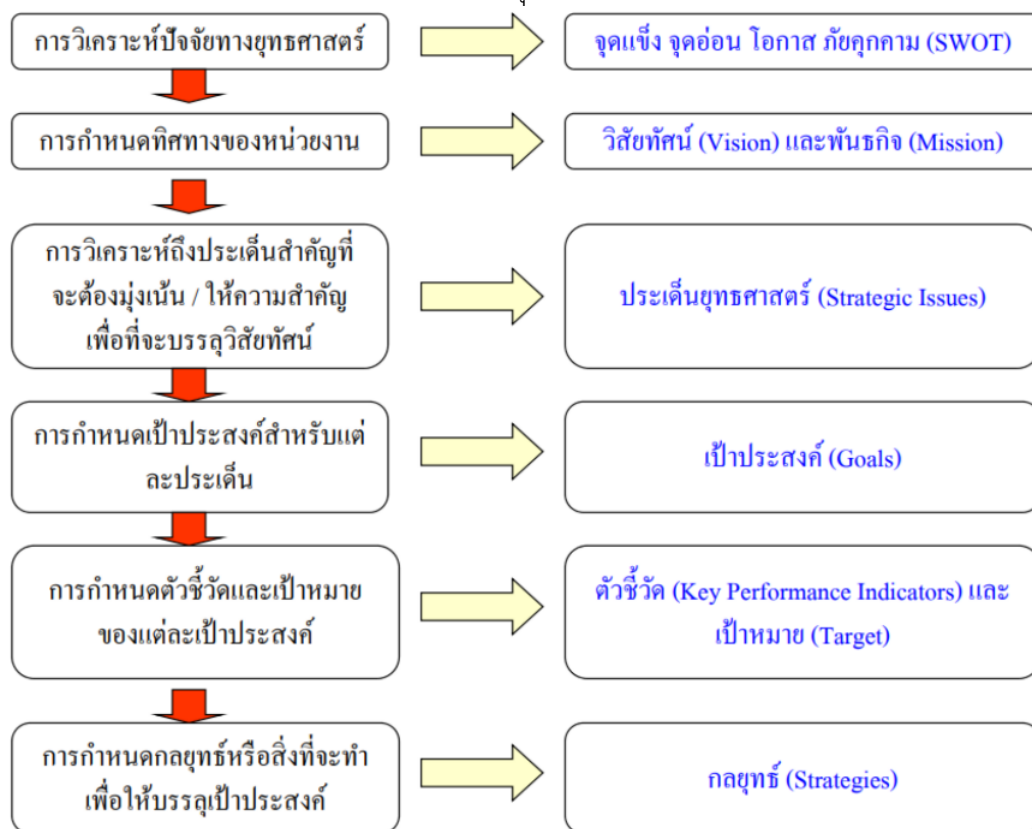 การวิเคราะห์ปัจจัยทางยุทธศาสตร์
จุดแข็ง จุดอ่อน โอกาส ภัยคุกคาม (SWOT)
การกำหนดทิศทางของหน่วยงาน
วิสัยทัศน์ (Vision) และพันธกิจ (Mission)
การวิเคราะห์ถึงประเด็นสำคัญที่
จะต้องมุ่งเน้น / ให้ความสำคัญ
เพื่อที่จะบรรลุวิสัยทัศน์
ประเด็นยุทธศาสตร์ (Strategic Issues)
การกำหนดเป้าประสงค์สำหรับแต่
ละประเด็น
เป้าประสงค์ (Goals)
การกำหนดตัวชี้วัดและเป้าหมาย
ของแต่ละเป้าประสงค์
ตัวชี้วัด (Key Performance Indicators) และ
เป้าหมาย (Target)
การกำหนดกลยุทธ์หรือสิ่งที่จะทำ
เพื่อให้บรรลุเป้าประสงค์
กลยุทธ์ (Strategies)